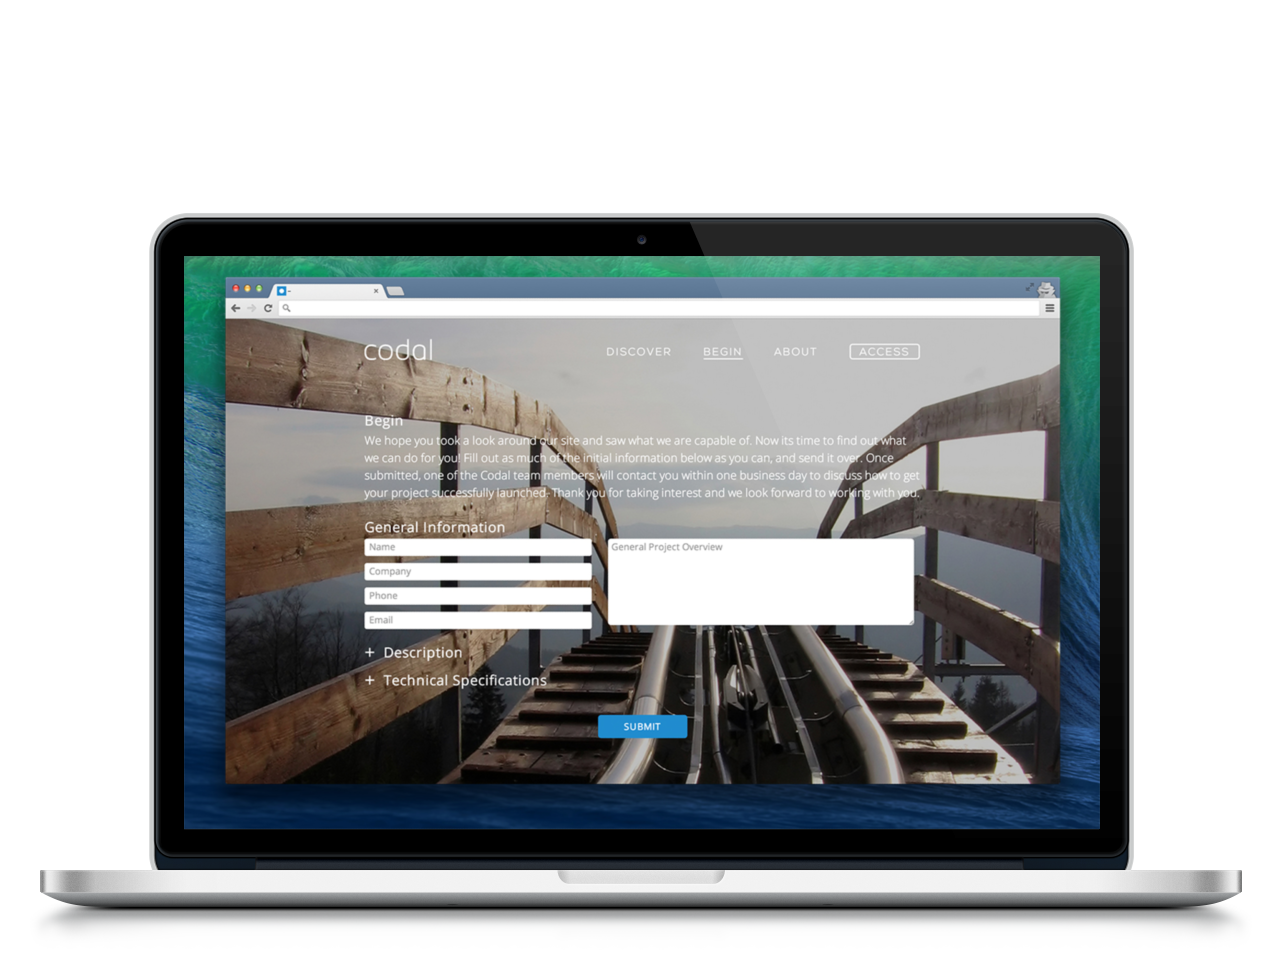 codal
DISCOVER BEGIN ABOUT ACCESS
Begin
We hope you took a look around our site and saw what we are capable of. Now its time to find out what
we can do for you! Fill out as much of the initial information below as you can, and send it over. Once
submitted, one of the Codal team members will contact you within one business day to discuss how to get
your project successfully launched. Thank you for taking interest and we look forward to working with you.
General Information
Name
General Project Overview
Company
Phone
Email
+ Description
+ Technical Specifications
SUBMIT